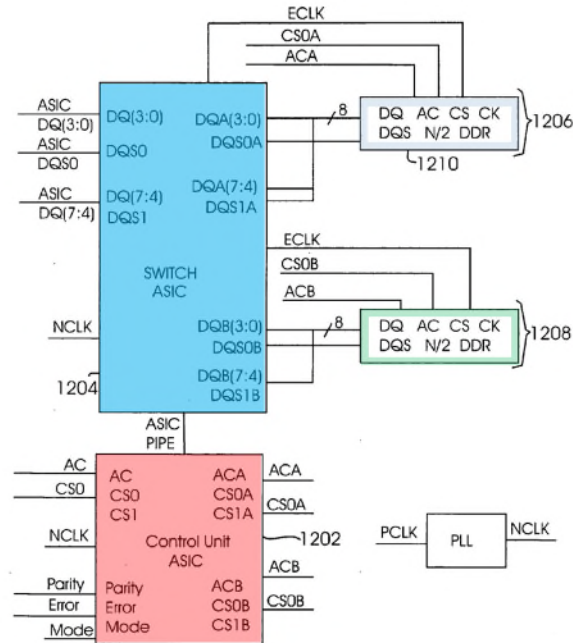 ECLK
CS0A
ACA
ASIC
DQ(3:0)
ASIC
DQS0
ASIC
DQ(7:4)
DQ(3:0)
DQS0
DQ(7:4)
DQS1
DQA(3:0)
DQS0A
DQA(7:4)
DQS1A
8
DQ AC CS CK
DQS N/2 DDR
1206
1210
SWITCH
ASIC
ECLK
CS0B
ACB
NCLK
DQB(3:0)
DQS0B
DQB(7:4)
DQS1B
8
DQ AC CS CK
DQS N/2 DDR
1208
1204
ASIC
PIPE
AC
CS0
NCLK
Parity
Error
Mode
AC
CS0
CS1
ACA
CS0A
CS1A
Control Unit
ASIC
Parity
Error
Mode
ACB
CS0B
CS1B
ACA
CS0A
1202
ACB
CS0B
PCLK
PLL
NCLK